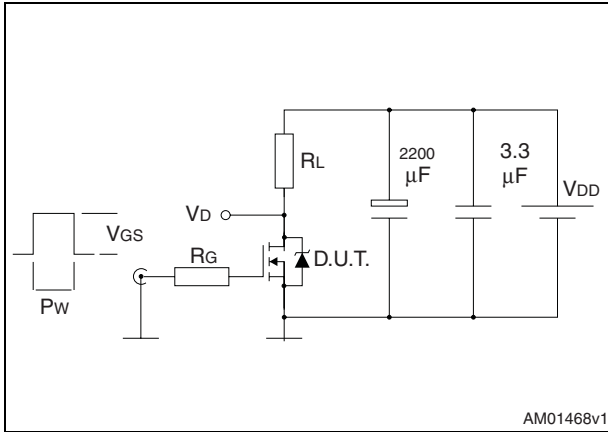 RL
2200
μF
3.3
μF
VDD
VD
VGS
RG
D.U.T.
PW
AM01468v1